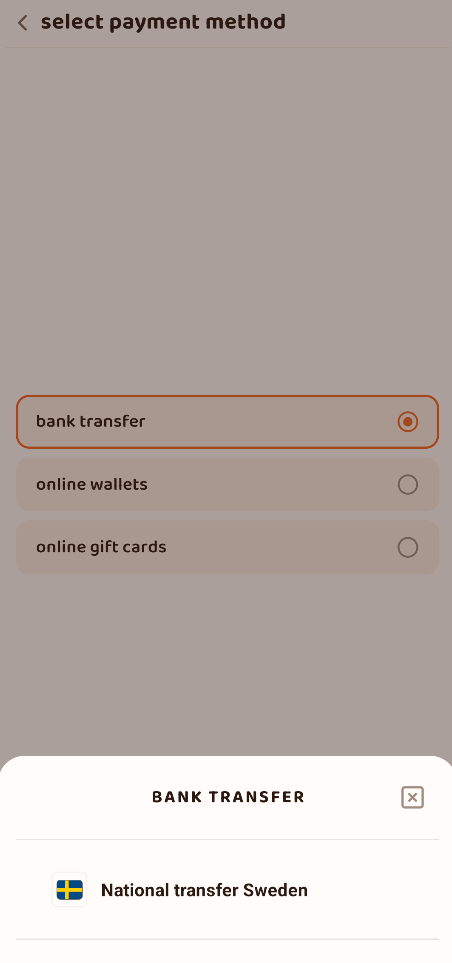 select payment method
bank transfer
online wallets
online gift cards
BANK TRANSFER
National transfer Sweden